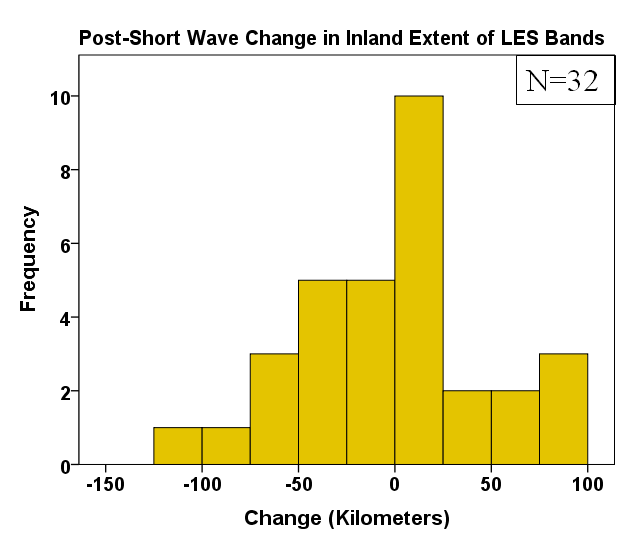 Post-Short Wave Change in Inland Extent of LES Bands
N=32
10
8
6
4
2
0
Frequency
-150 -100 -50 0 50 100
Change (Kilometers)